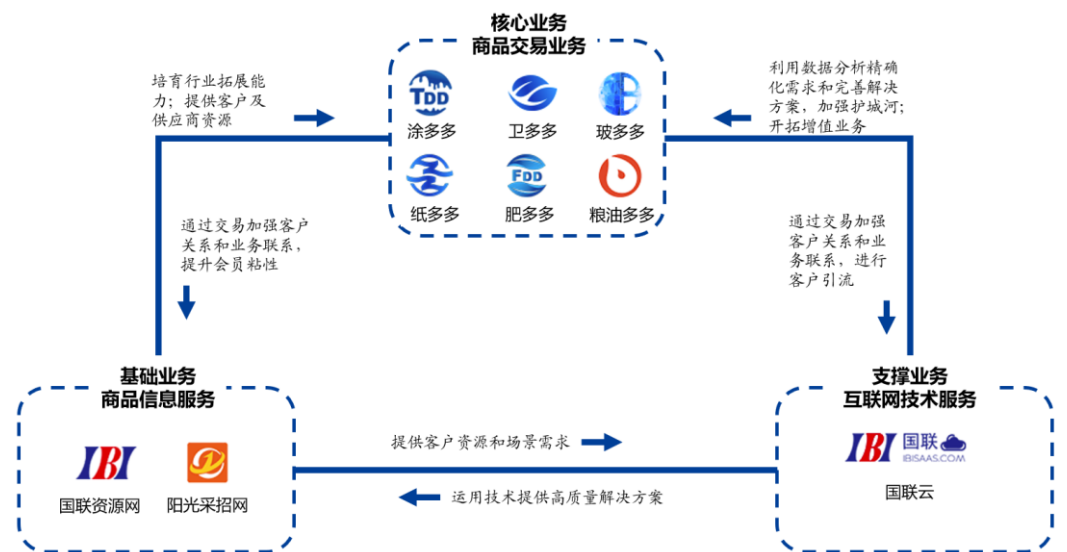 核心业务
商品交易业务
培育行业拓展能
力；提供客户及
供应商资源
利用数据分析精确
化需求和完善解决
方案，加强护城河；
开拓增值业务
TDD
涂多多
卫多多
玻多多
FDD
纸多多
肥多多
粮油多多
通过交易加强客户
关系和业务联系，
提升会员粘性
通过交易加强
客户关系和业
务联系，进行
客户引流
基础业务
商品信息服务
支撑业务
互联网技术服务
IBI
国联资源网
阳光采招网
提供客户资源和场景需求
运用技术提供高质量解决方案
IBI
国联
IBISAAS.COM
国联云